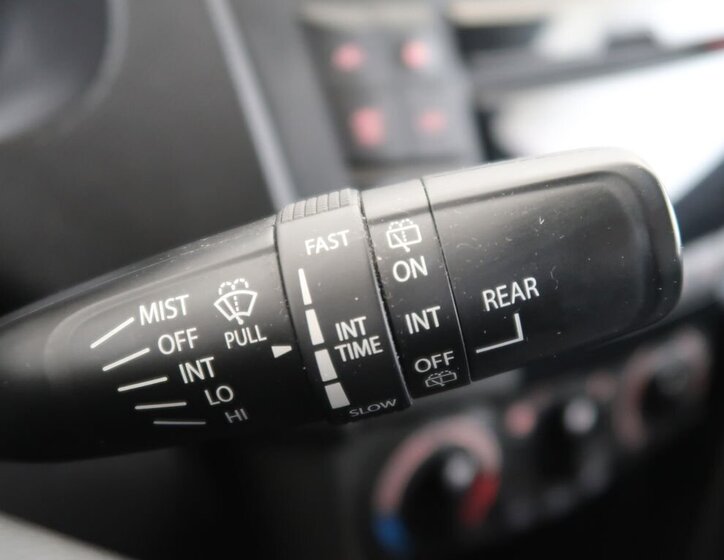 MIST
OFF
INT
LO
HI
PULL
FAST
INT
TIME
SLOW
ON
INT
OFF
REAR